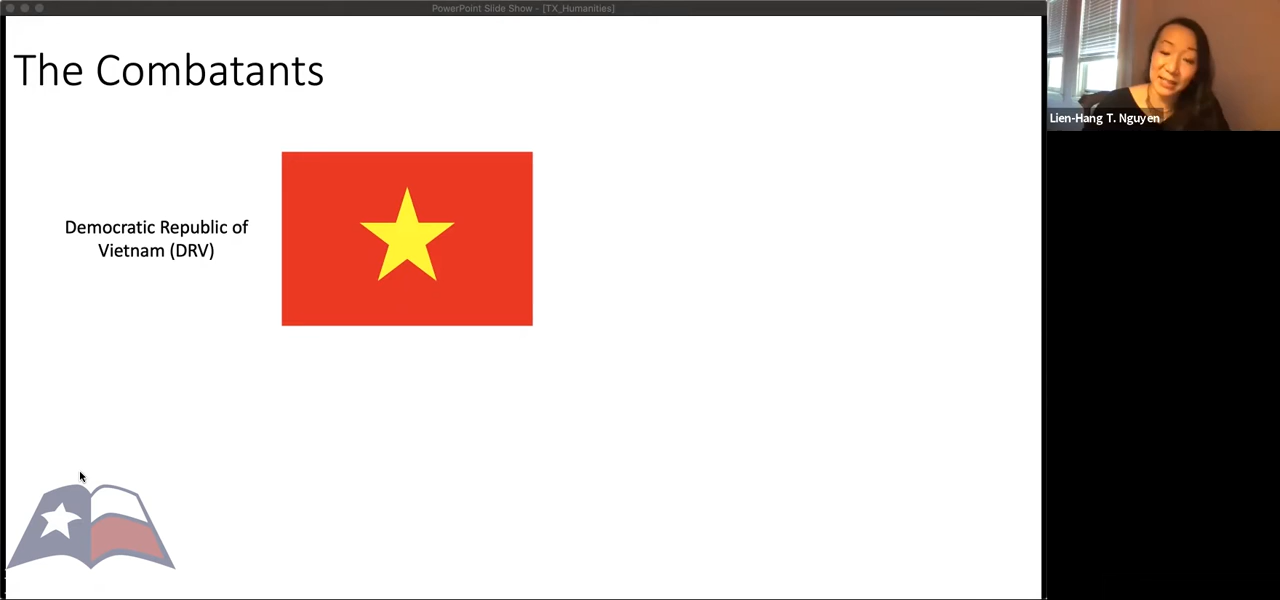 PowerPoint Slide Show - [TX_Humanities]
The Combatants
Democratic Republic of
Vietnam (DRV)
Lien-Hang T. Nguyen